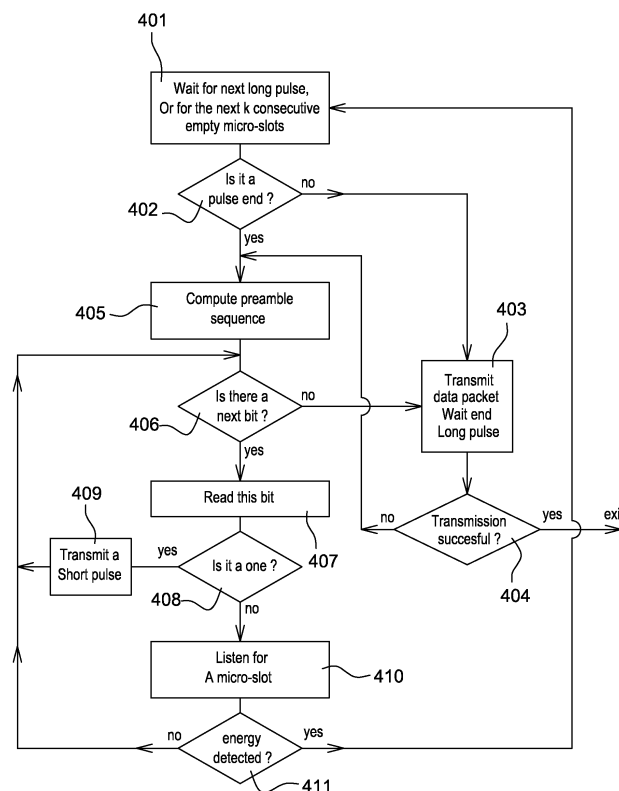 401
Wait for next long pulse,
Or for the next k consecutive
empty micro-slots
Is it a
pulse end ?
no
402
yes
405
Compute preamble
sequence
403
Transmit
data packet
Wait end
Long pulse
Is there a
next bit ?
no
406
yes
Read this bit
407
409
Transmit a
Short pulse
yes
Is it a one ?
408
no
no
Transmission
succesful ?
yes
exi
404
Listen for
A micro-slot
410
no
energy
detected ?
yes
411